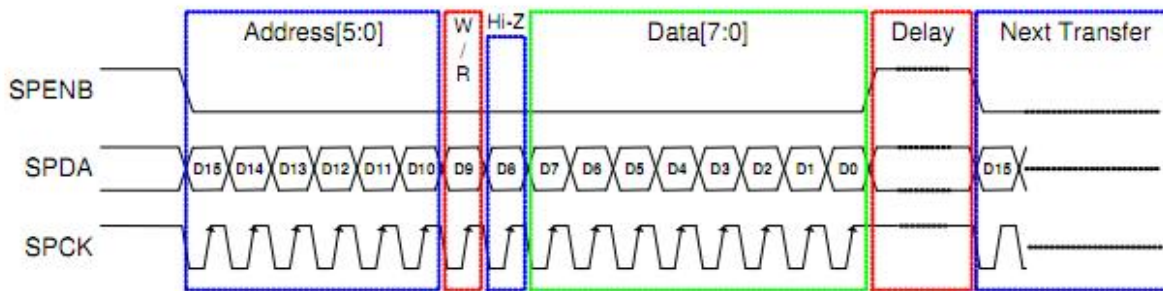 Address[5:0] W/R Hi-Z Data[7:0] Delay Next Transfer
SPENB
SPDA D15 D14 D13 D12 D11 D10 D9 D8 D7 D6 D5 D4 D3 D2 D1 D0 D15
SPCK